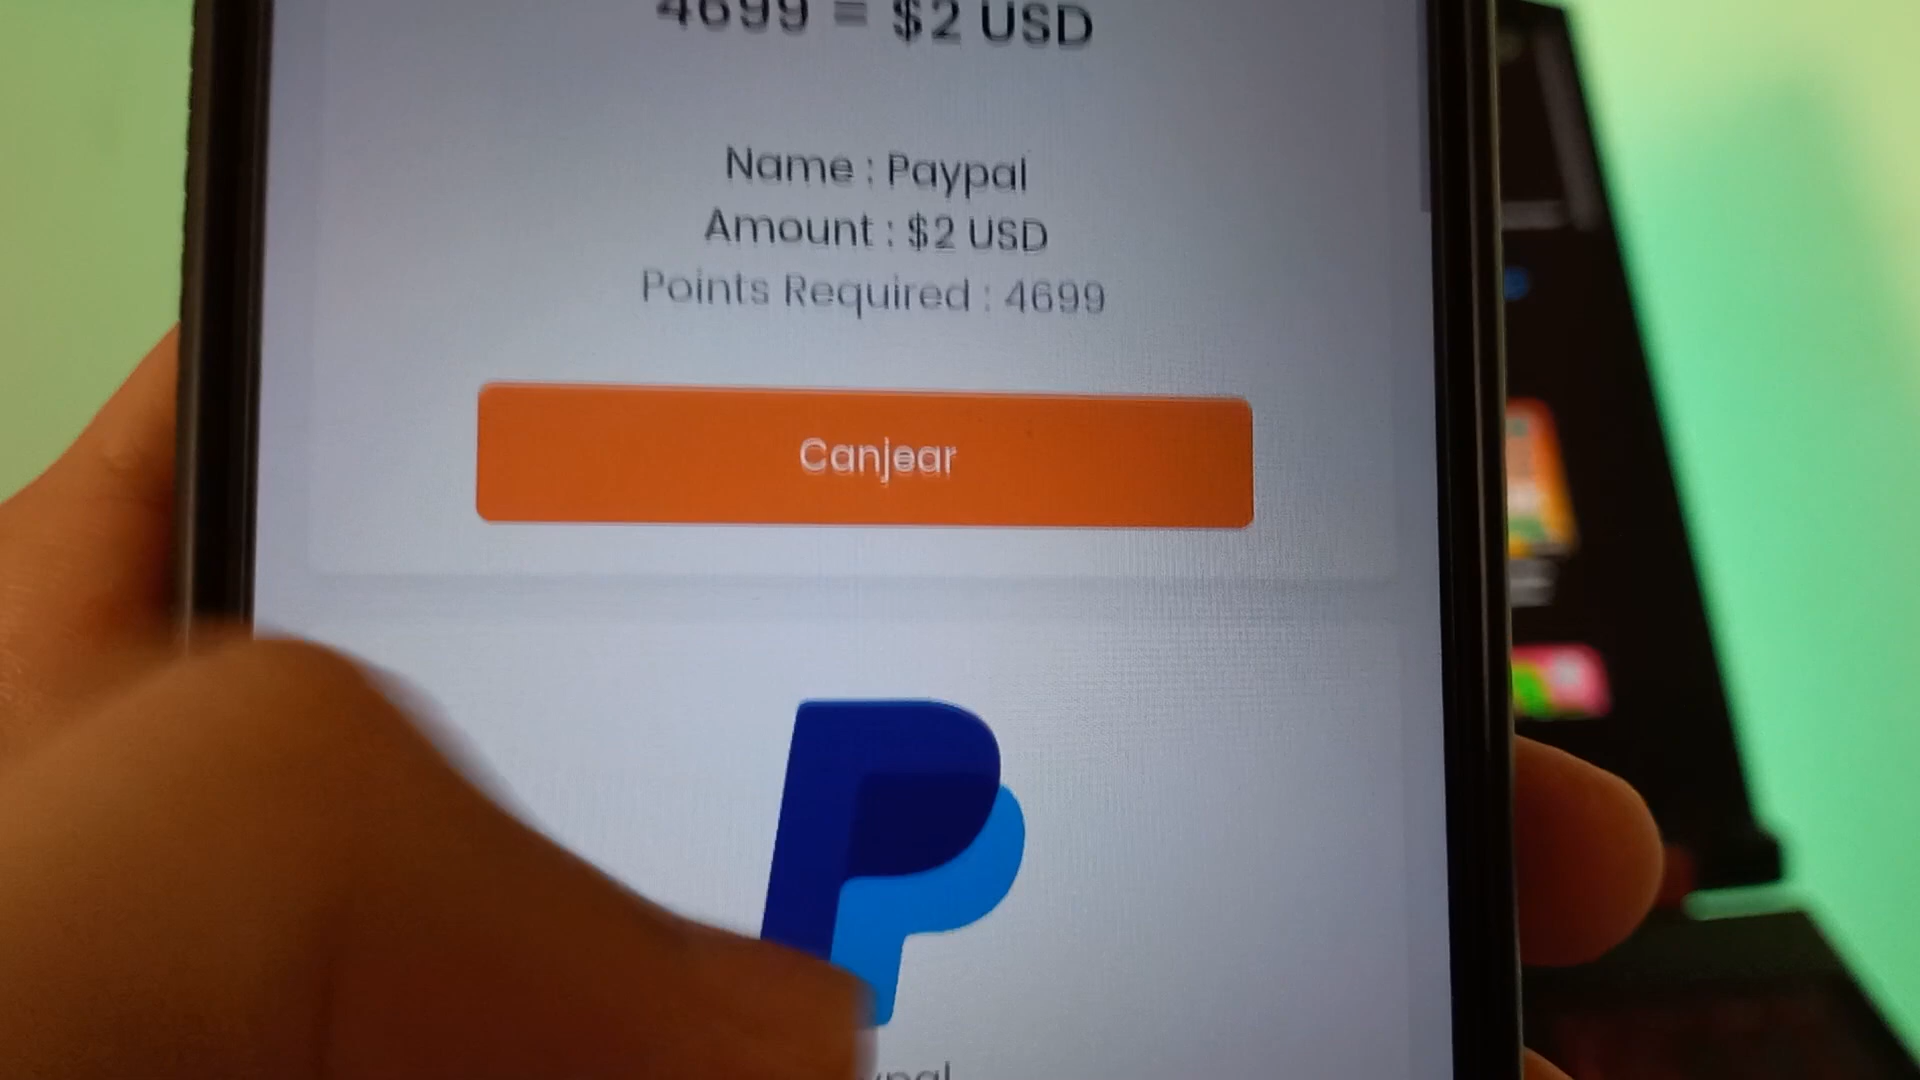 4699 = $2 USD
Name : Paypal
Amount : $2 USD
Points Required : 4699
Canjear